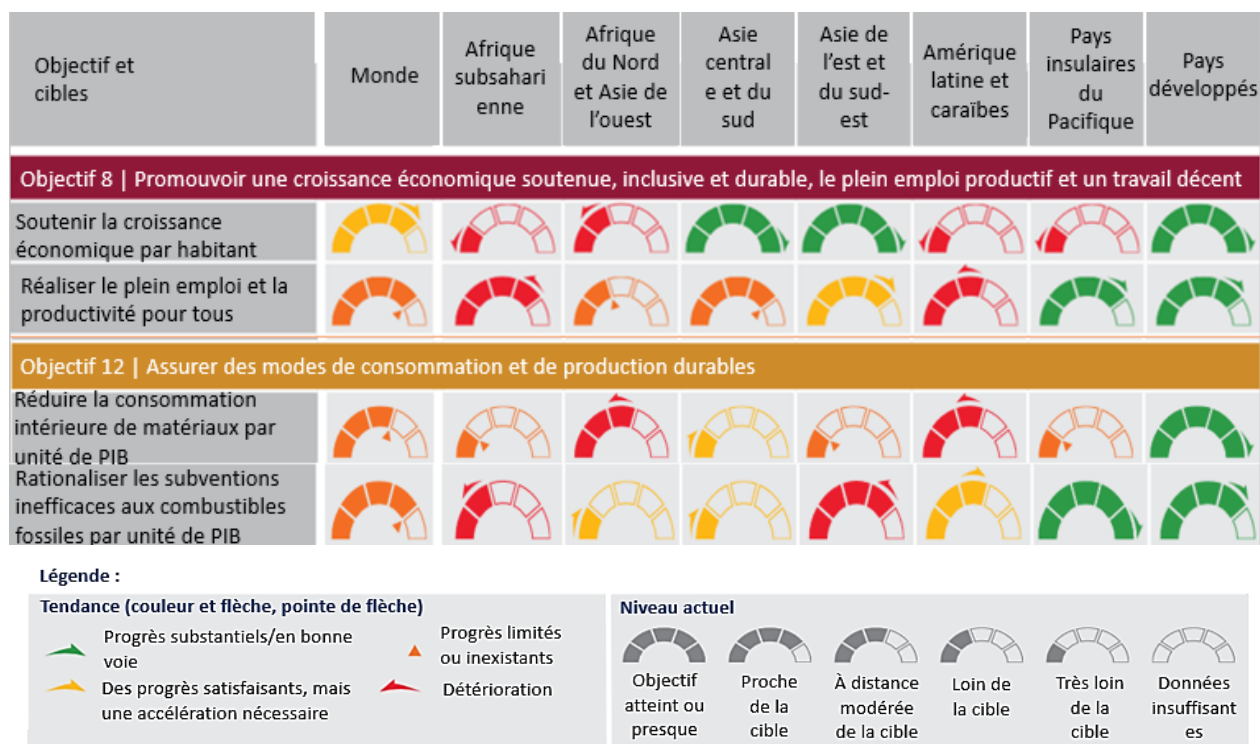 Objectif et
cibles
Monde
Afrique
subsahari
enne
Afrique
du Nord
et Asie de
l'ouest
Asie
central
e et du
sud
Asie de
l'est et
du sud-
est
Amérique
latine et
caraïbes
Pays
insulaires
du
Pacifique
Pays
développés
Objectif 8 | Promouvoir une croissance économique soutenue, inclusive et durable, le plein emploi productif et un travail décent
Soutenir la croissance
économique par habitant
Réaliser le plein emploi et la
productivité pour tous
Objectif 12 | Assurer des modes de consommation et de production durables
Réduire la consommation
intérieure de matériaux par
unité de PIB
Rationaliser les subventions
inefficaces aux combustibles
fossiles par unité de PIB
Légende :
Tendance (couleur et flèche, pointe de flèche)
Progrès substantiels/en bonne
voie
Des progrès satisfaisants, mais
une accélération nécessaire
Progrès limités
ou inexistants
Détérioration
Niveau actuel
Objectif
atteint ou
presque
Proche
de la
cible
À distance
modérée
de la cible
Loin de
la cible
Très loin
de la
cible
Données
insuffisant
es